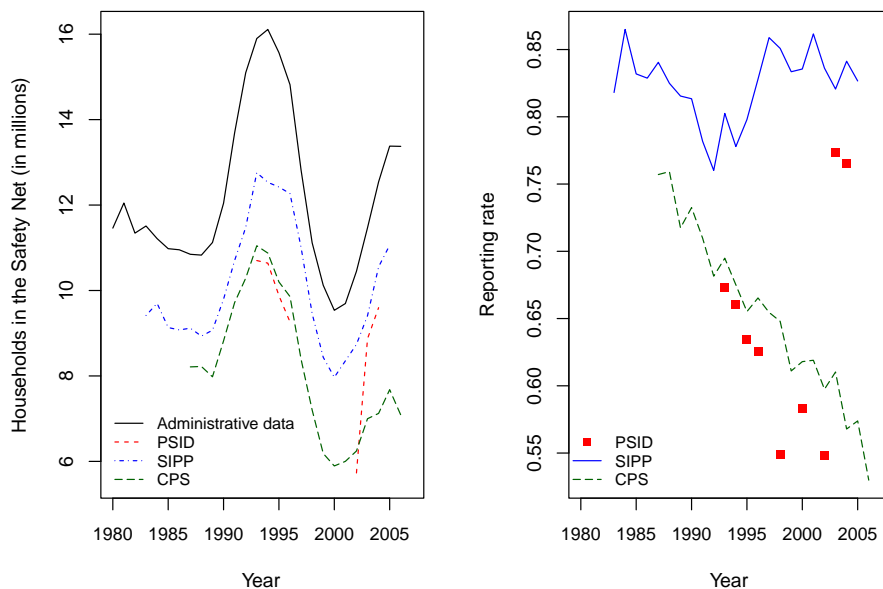 Households in the Safety Net (in millions)
16
14
12
10
8
6
Administrative data
PSID
SIPP
CPS
1980 1985 1990 1995 2000 2005
Year
Reporting rate
0.85
0.80
0.75
0.70
0.65
0.60
0.55
PSID
SIPP
CPS
1980 1985 1990 1995 2000 2005
Year